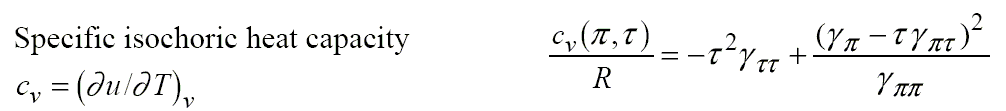 Specific isochoric heat capacity
c_v = (∂u/∂T)_v
c_v(π,τ)/R = −τ²γ_ττ + (γ_π − τγ_πτ)²/γ_ππ